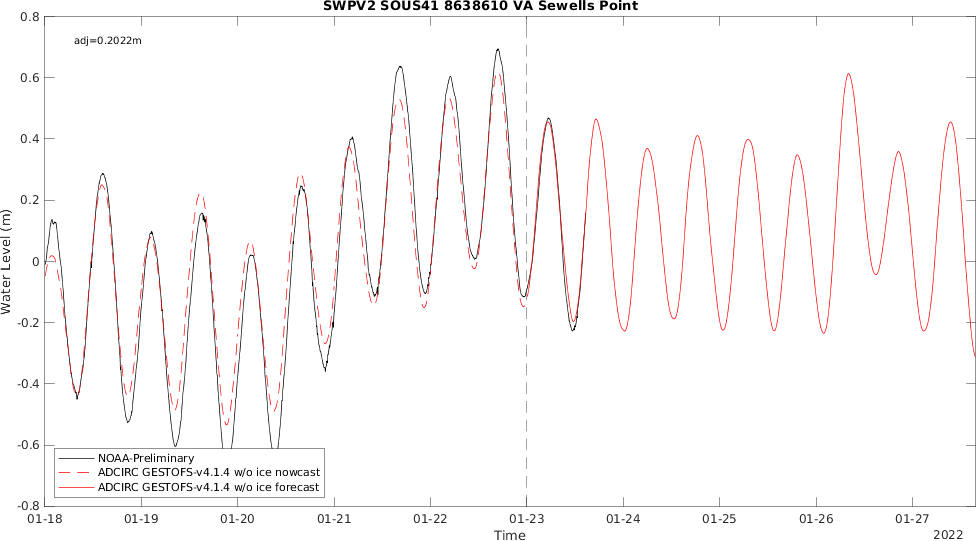 SWPV2 SOUS41 8638610 VA Sewells Point
adj=0.2022m
0.8
0.6
0.4
0.2
0
-0.2
-0.4
-0.6
-0.8
Water Level (m)
NOAA-Preliminary
ADCIRC GESTOFS-v4.1.4 w/o ice nowcast
ADCIRC GESTOFS-v4.1.4 w/o ice forecast
01-18 01-19 01-20 01-21 01-22 01-23 01-24 01-25 01-26 01-27
Time
2022